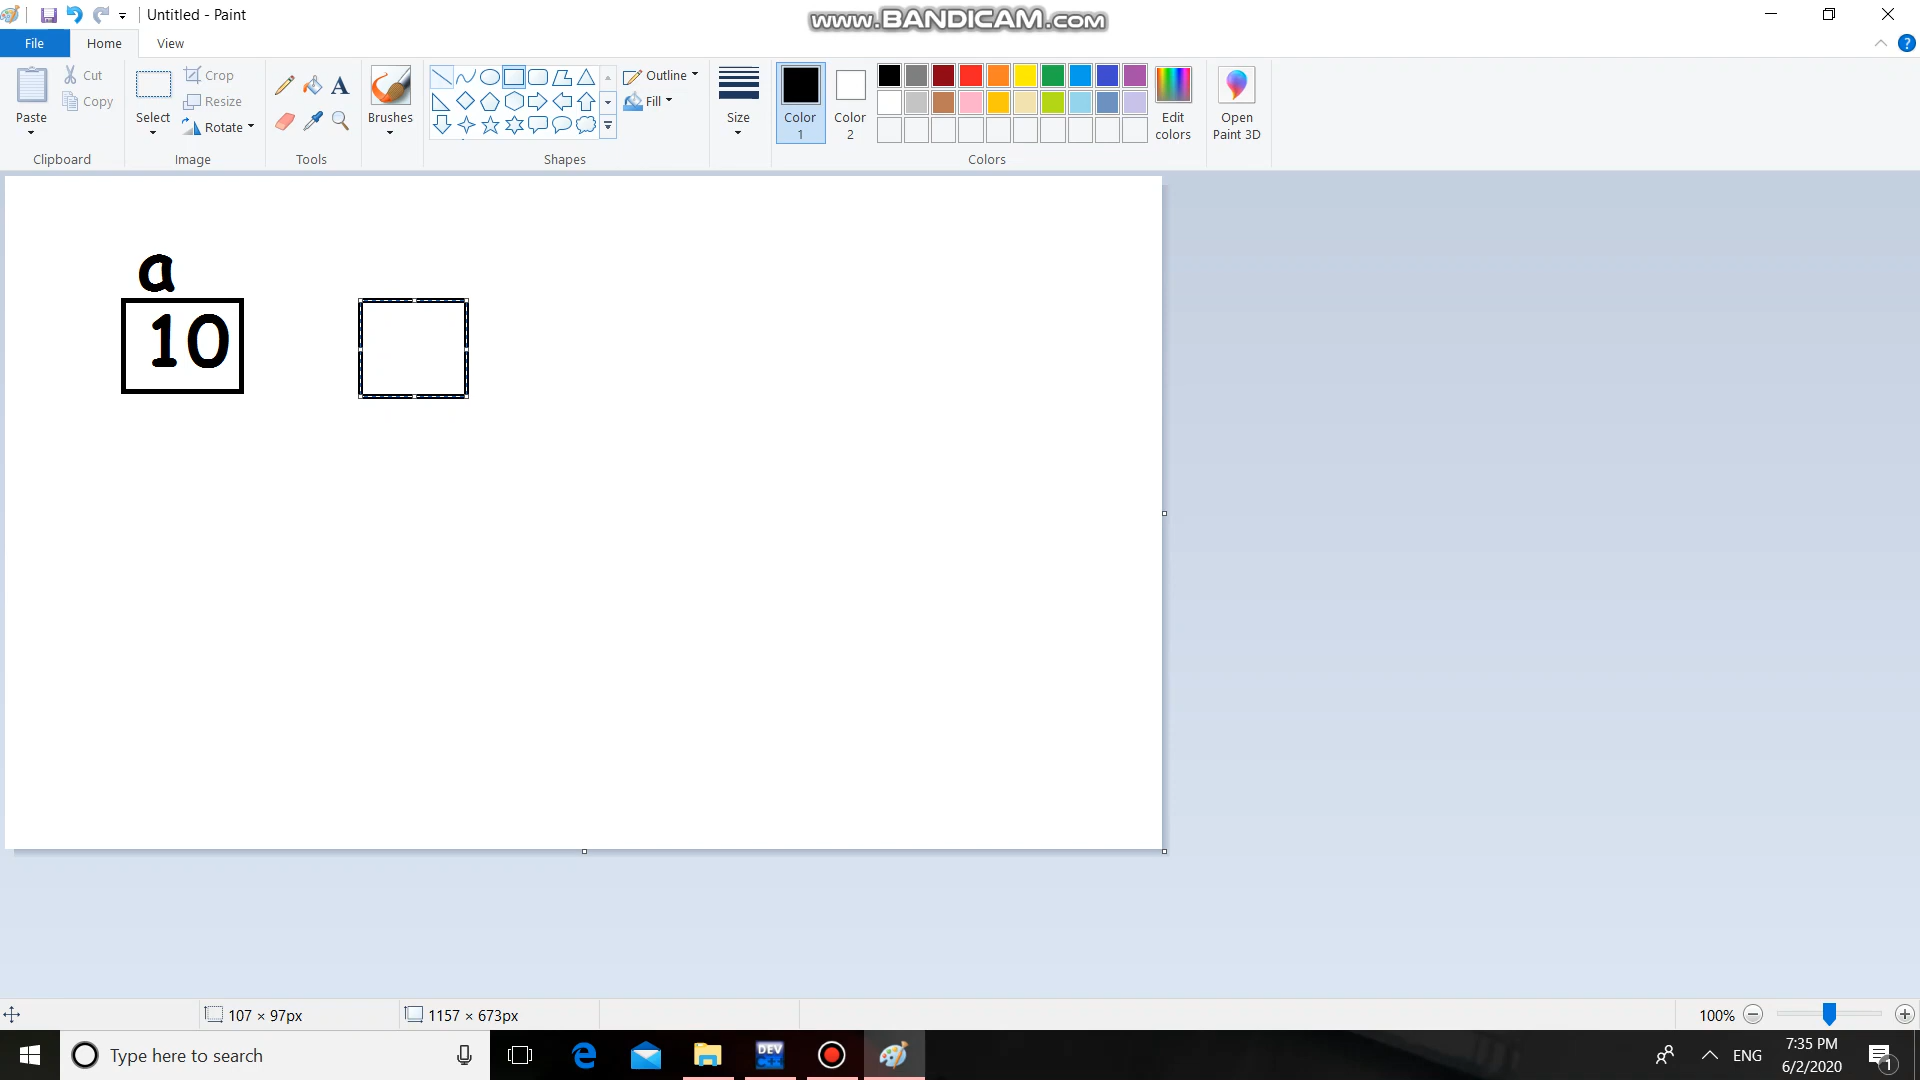 Untitled - Paint
www.BANDICAM.com
File
Home
View
Paste
Cut
Copy
Clipboard
Select
Crop
Resize
Rotate
Image
A
Tools
Brushes
Shapes
Outline
Fill
Size
Color
1
Color
2
Edit
colors
Colors
Open
Paint 3D
?
a
10
107 × 97px
1157 × 673px
100%
Type here to search
DEV
C++
ENG
7:35 PM
6/2/2020
1